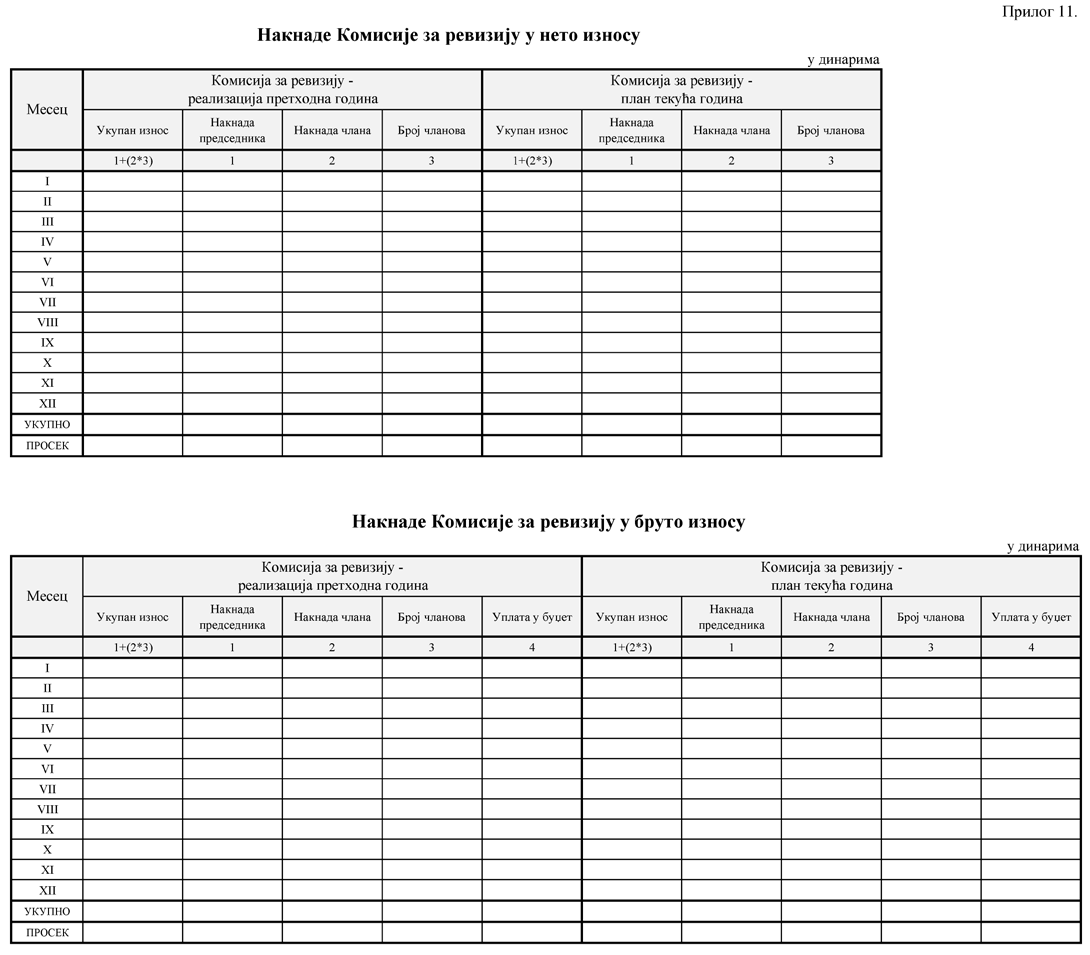 Прилог 11.
Накнаде Комисије за ревизију у нето износу
у динарима
Месец
Комисија за ревизију -
реализација претходна година
Комисија за ревизију -
план текућа година
Укупан износ
Накнада
председника
Накнада члана
Број чланова
Укупан износ
Накнада
председника
Накнада члана
Број чланова
1+(2*3) 1 2 3 1+(2*3) 1 2 3
I
II
III
IV
V
VI
VII
VIII
IX
X
XI
XII
УКУПНО
ПРОСЕК
Накнаде Комисије за ревизију у бруто износу
у динарима
Месец
Комисија за ревизију -
реализација претходна година
Комисија за ревизију -
план текућа година
Укупан износ
Накнада
председника
Накнада члана
Број чланова
Уплата у буџет
Укупан износ
Накнада
председника
Накнада члана
Број чланова
Уплата у буџет
1+(2*3) 1 2 3 4 1+(2*3) 1 2 3 4
I
II
III
IV
V
VI
VII
VIII
IX
X
XI
XII
УКУПНО
ПРОСЕК